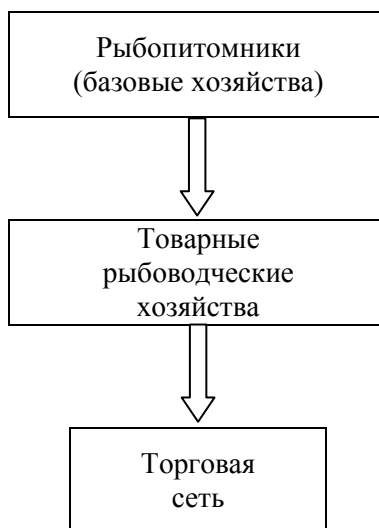 Рыбопитомники
(базовые хозяйства)
Товарные
рыбоводческие
хозяйства
Торговая
сеть